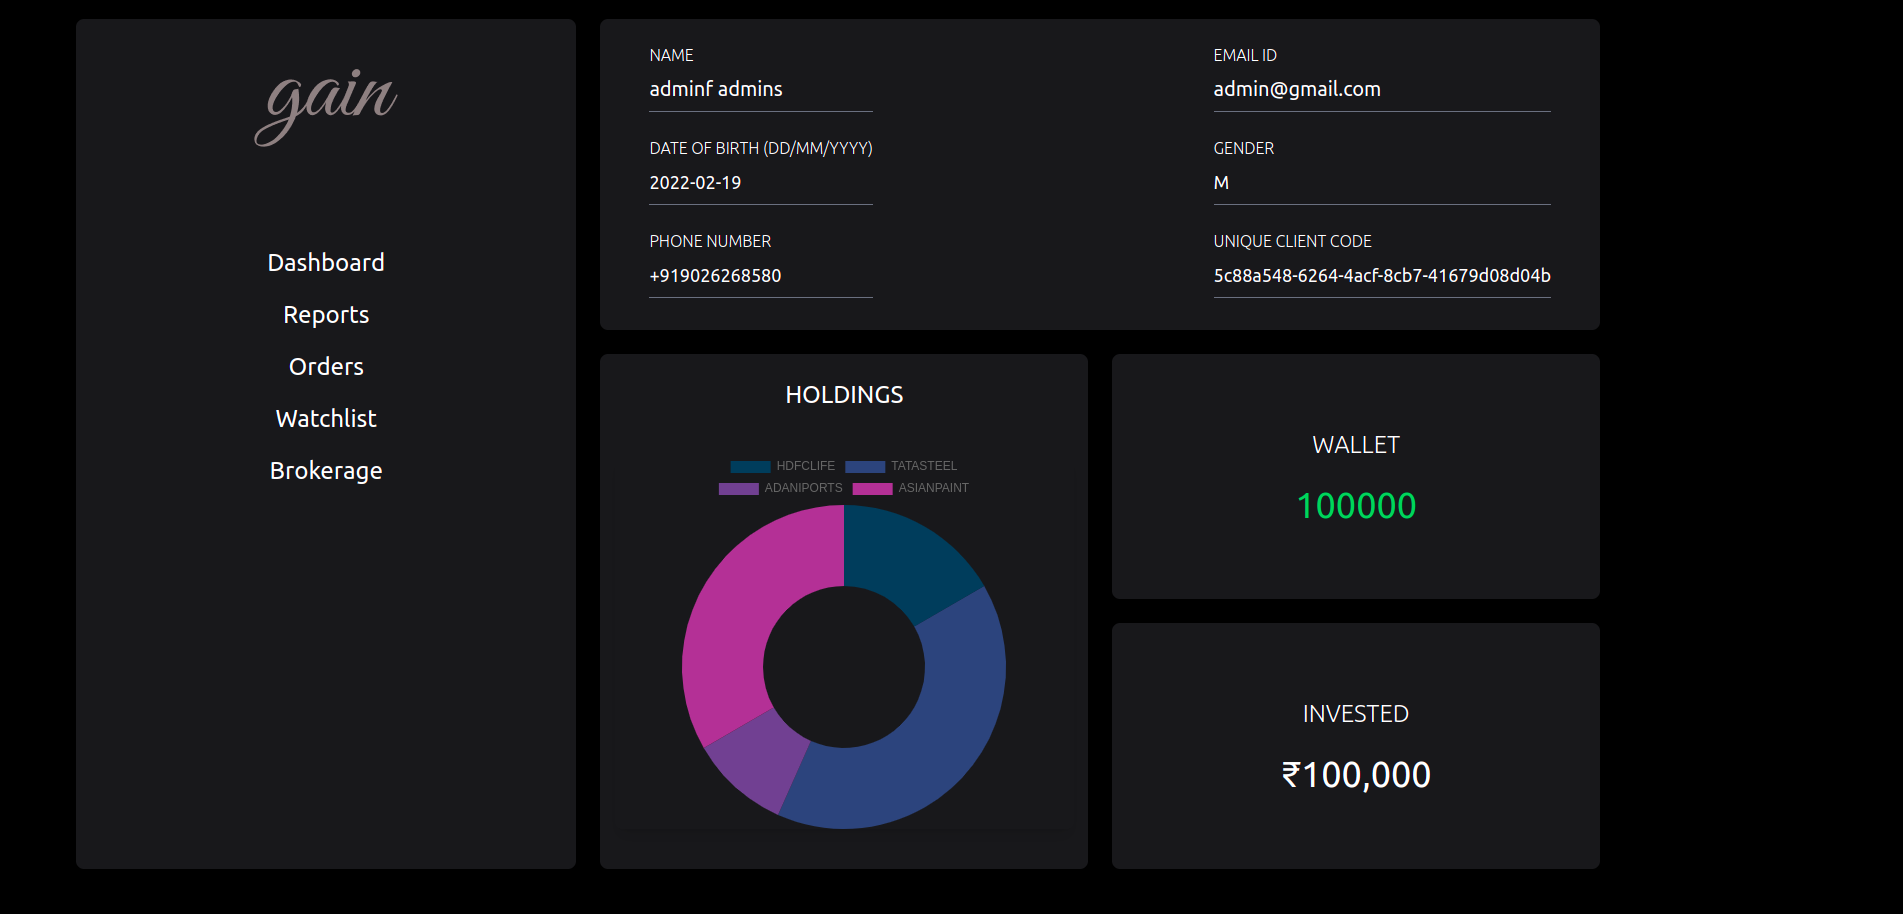 gain
Dashboard
Reports
Orders
Watchlist
Brokerage
NAME
adminf admins
EMAIL ID
admin@gmail.com
DATE OF BIRTH (DD/MM/YYYY)
2022-02-19
GENDER
M
PHONE NUMBER
+919026268580
UNIQUE CLIENT CODE
5c88a548-6264-4acf-8cb7-41679d08d04b
HOLDINGS
HDFCLIFE TATASTEEL
ADANIPORTS ASIANPAINT
WALLET
100000
INVESTED
₹100,000